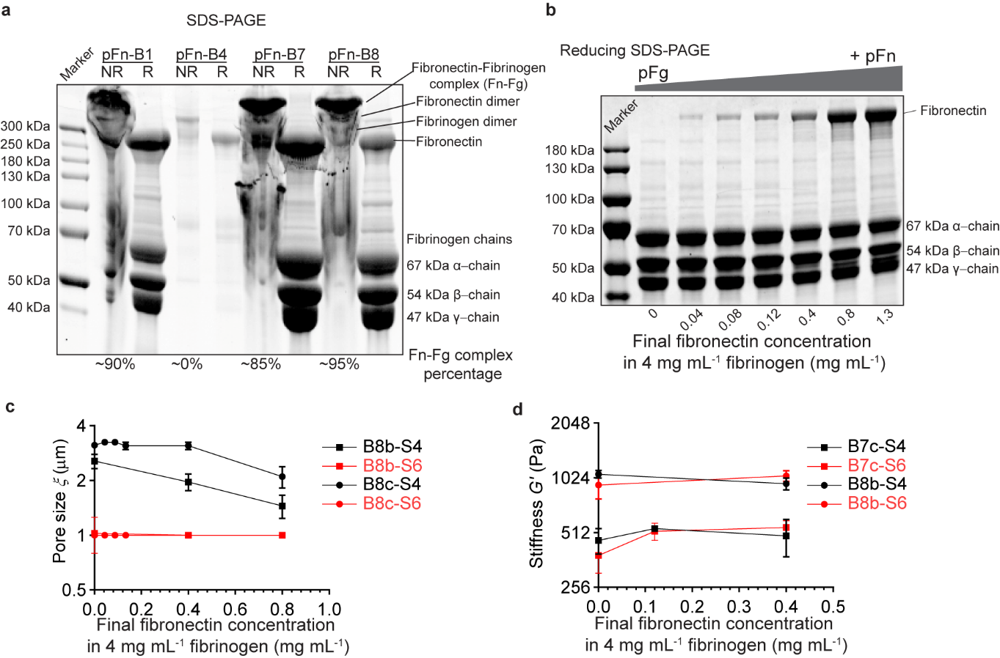 a
SDS-PAGE
Marker
pFn-B1 pFn-B4 pFn-B7 pFn-B8
NR R NR R NR R NR R
Fibronectin-Fibrinogen
complex (Fn-Fg)
Fibronectin dimer
Fibrinogen dimer
Fibronectin
300 kDa
250 kDa
180 kDa
130 kDa
100 kDa
70 kDa
50 kDa
40 kDa
Fibrinogen chains
67 kDa α−chain
54 kDa β−chain
47 kDa γ−chain
~90% ~0% ~85% ~95%
Fn-Fg complex
percentage
b
Reducing SDS-PAGE
pFg
+ pFn
Marker
Fibronectin
180 kDa
130 kDa
100 kDa
70 kDa
50 kDa
40 kDa
67 kDa α−chain
54 kDa β−chain
47 kDa γ−chain
0 0.04 0.08 0.12 0.4 0.8 1.3
Final fibronectin concentration
in 4 mg mL⁻¹ fibrinogen (mg mL⁻¹)
c
Pore size ξ (μm)
4
2
1
0.5
0.0 0.2 0.4 0.6 0.8 1.0
Final fibronectin concentration
in 4 mg mL⁻¹ fibrinogen (mg mL⁻¹)
B8b-S4
B8b-S6
B8c-S4
B8c-S6
d
Stiffness G' (Pa)
2048
1024
512
256
0.0 0.1 0.2 0.3 0.4 0.5
Final fibronectin concentration
in 4 mg mL⁻¹ fibrinogen (mg mL⁻¹)
B7c-S4
B7c-S6
B8b-S4
B8b-S6